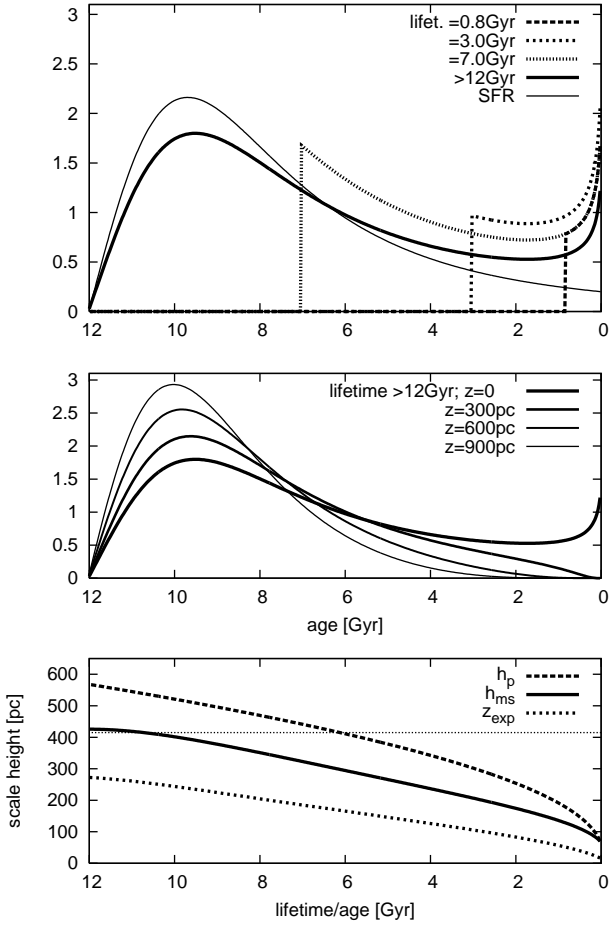 3
2.5
2
1.5
1
0.5
0
12 10 8 6 4 2 0
lifet. =0.8Gyr
=3.0Gyr
=7.0Gyr
>12Gyr
SFR
3
2.5
2
1.5
1
0.5
0
12 10 8 6 4 2 0
lifetime >12Gyr; z=0
z=300pc
z=600pc
z=900pc
age [Gyr]
scale height [pc]
600
500
400
300
200
100
0
12 10 8 6 4 2 0
h_p
h_ms
z_exp
lifetime/age [Gyr]